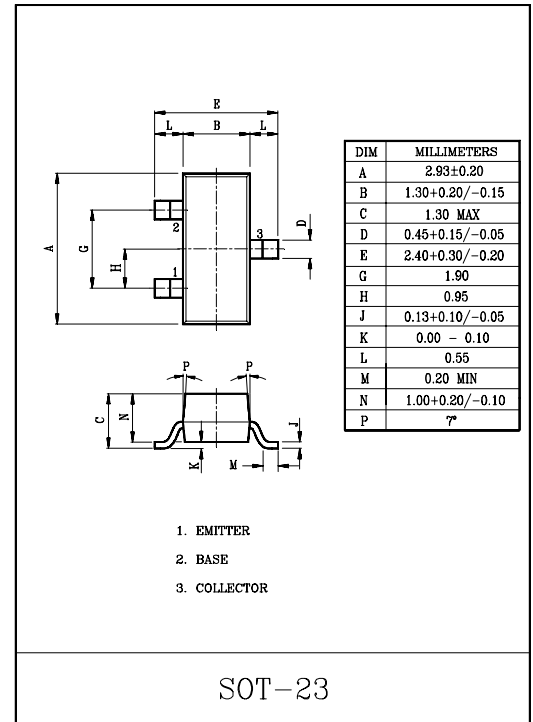 E
L B L
DIM MILLIMETERS
A 2.93±0.20
B 1.30+0.20/-0.15
C 1.30 MAX
D 0.45+0.15/-0.05
E 2.40+0.30/-0.20
G 1.90
H 0.95
J 0.13+0.10/-0.05
K 0.00 - 0.10
L 0.55
M 0.20 MIN
N 1.00+0.20/-0.10
P 7°
2
3
D
A
G
H
1
P P
C
N
J
K
M
1. EMITTER
2. BASE
3. COLLECTOR
SOT-23